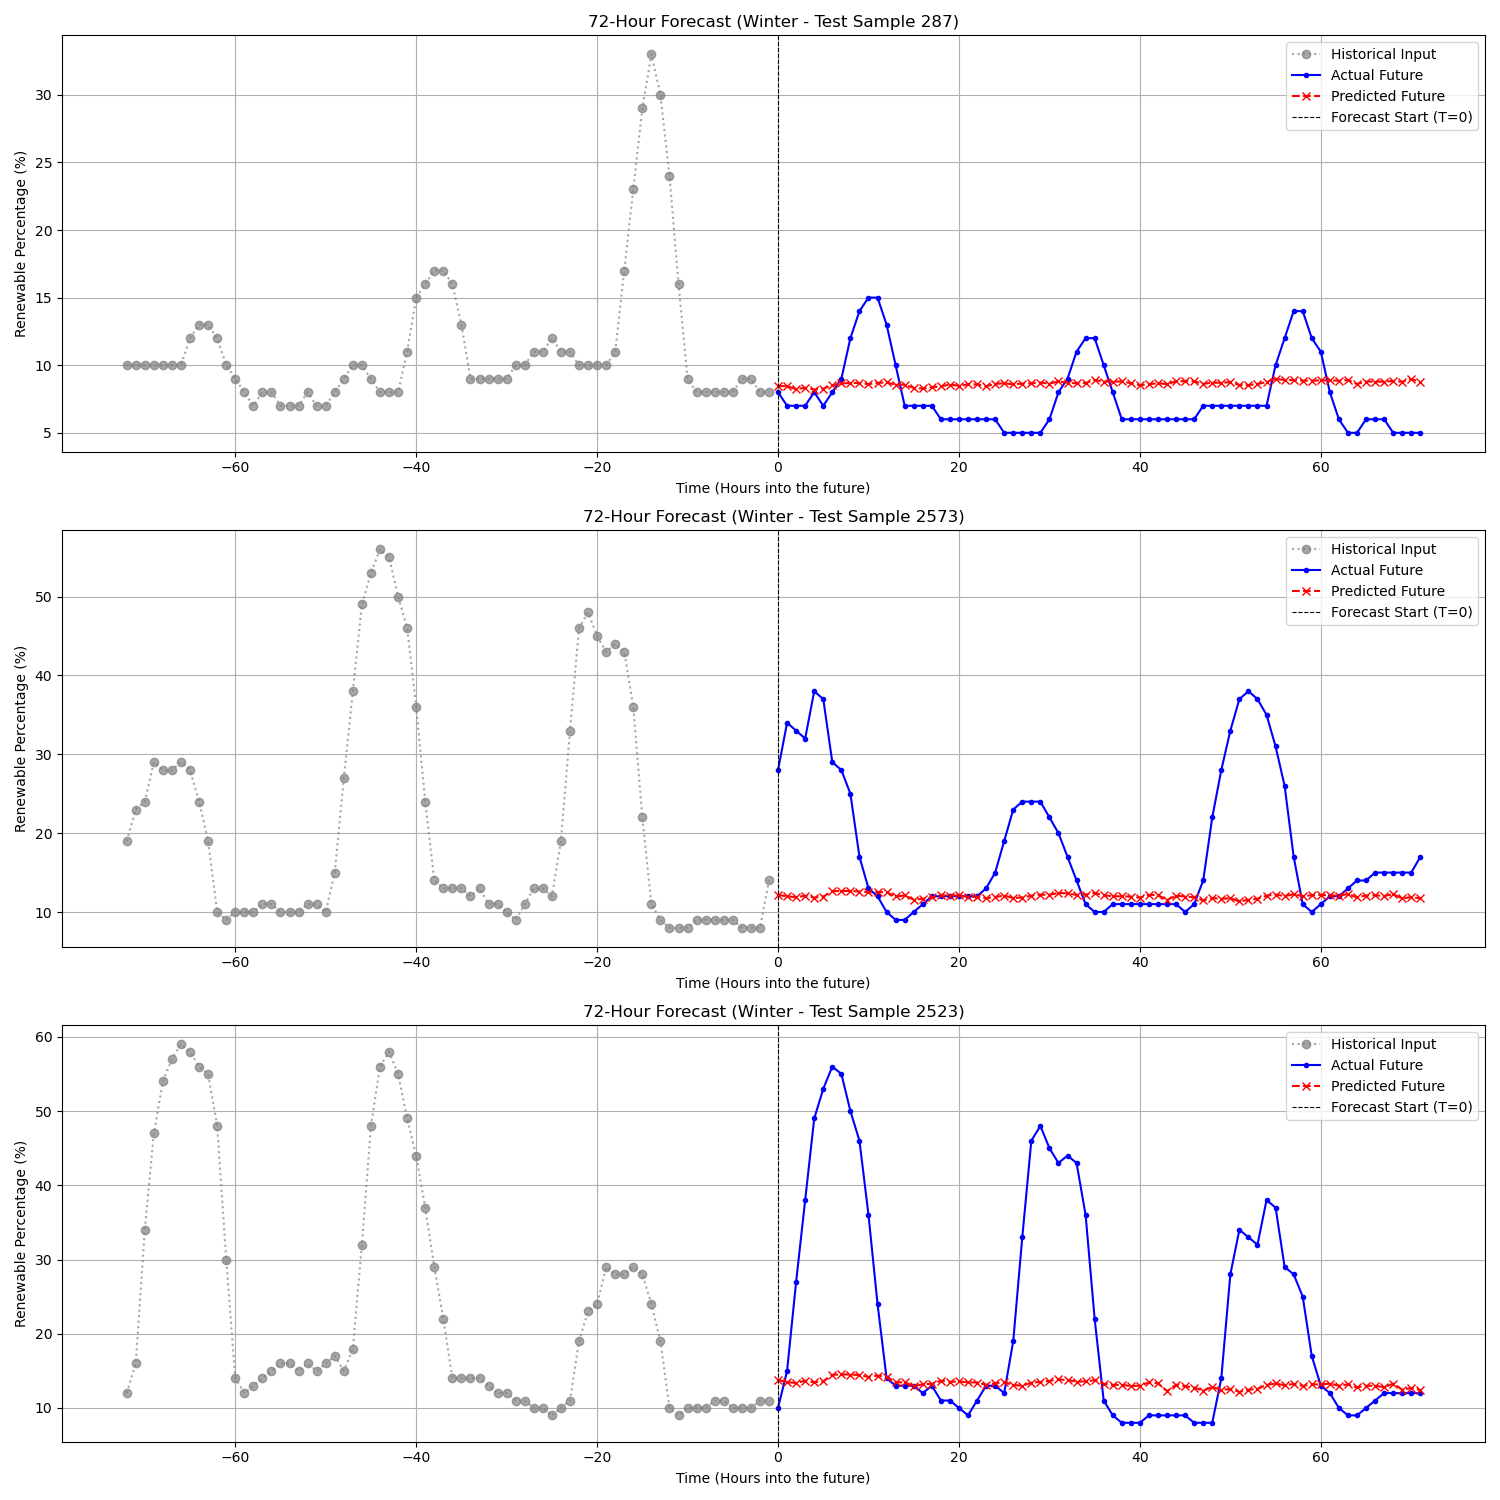 72-Hour Forecast (Winter - Test Sample 287)
Renewable Percentage (%)
30
25
20
15
10
5
Historical Input
Actual Future
Predicted Future
Forecast Start (T=0)
−60 −40 −20 0 20 40 60
Time (Hours into the future)
72-Hour Forecast (Winter - Test Sample 2573)
Renewable Percentage (%)
50
40
30
20
10
Historical Input
Actual Future
Predicted Future
Forecast Start (T=0)
−60 −40 −20 0 20 40 60
Time (Hours into the future)
72-Hour Forecast (Winter - Test Sample 2523)
Renewable Percentage (%)
60
50
40
30
20
10
Historical Input
Actual Future
Predicted Future
Forecast Start (T=0)
−60 −40 −20 0 20 40 60
Time (Hours into the future)